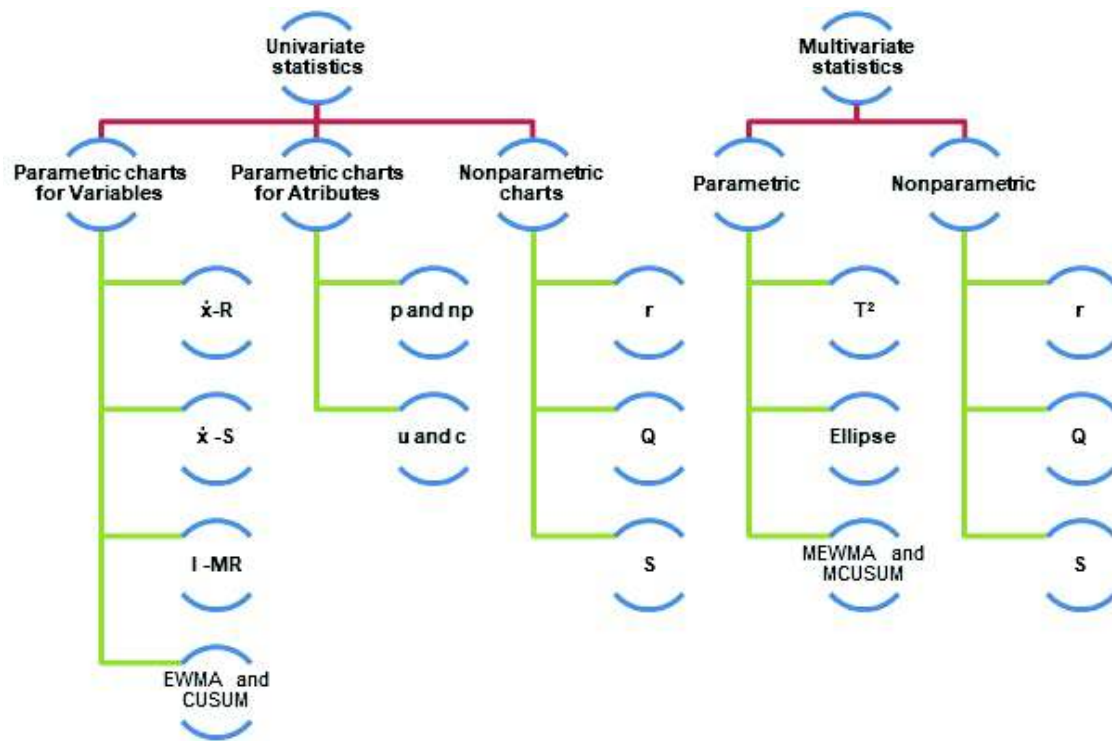 Univariate
statistics
Multivariate
statistics
Parametric charts
for Variables
Parametric charts
for Atributes
Nonparametric
charts
Parametric
Nonparametric
ẋ-R
p and np
r
T²
r
ẋ -S
u and c
Q
Ellipse
Q
I -MR
S
MEWMA and
MCUSUM
S
EWMA and
CUSUM